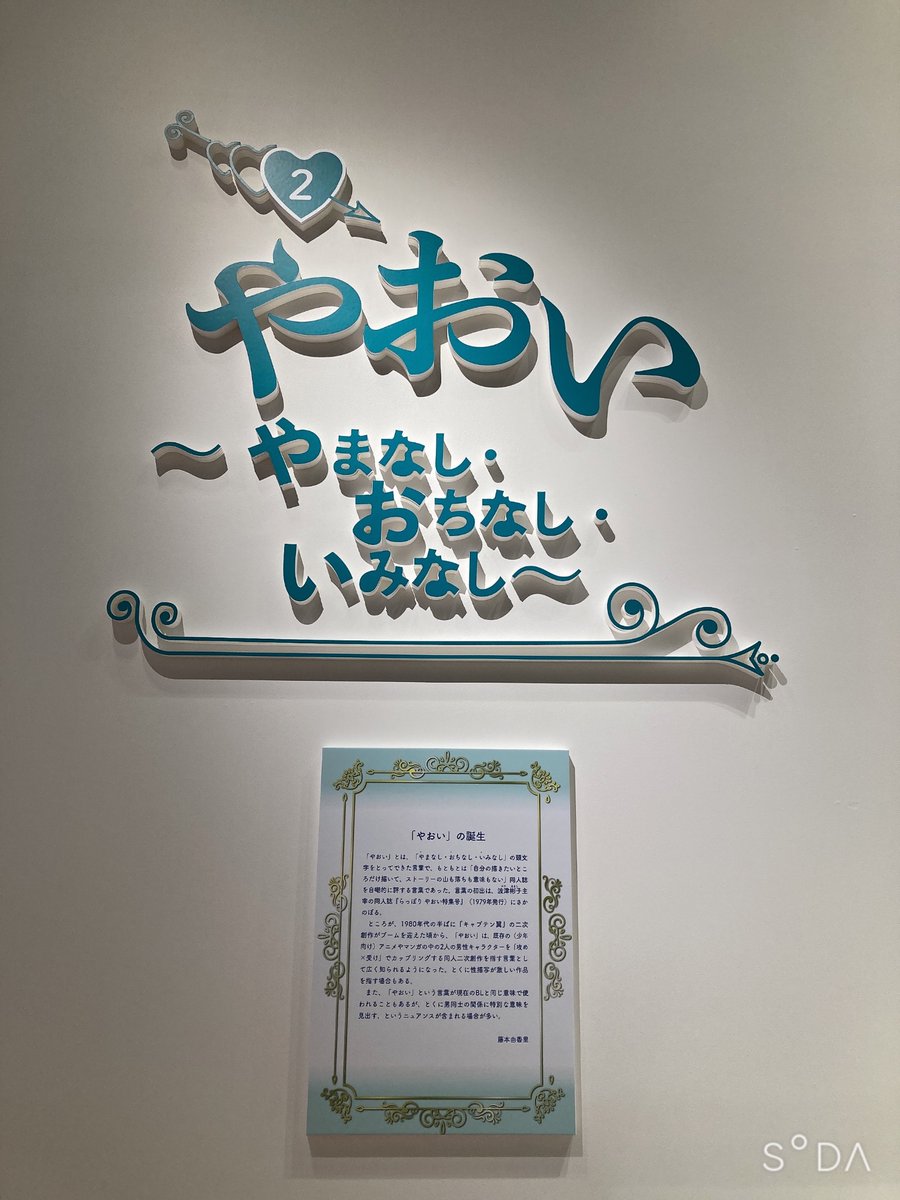 2
やおい
～やまなし・
おちなし・
いみなし～
「やおい」の誕生
「やおい」とは、「やまなし・おちなし・いみなし」の頭文
字をとってできた言葉で、もともとは「自分の描きたいとこ
ろだけ描いて、ストーリーの山も落ちも意味もない」同人誌
を自嘲的に評する言葉であった。言葉の初出は、波津彬子主
宰の同人誌『らっぽり やおい特集号』（1979年発行）にさか
のぼる。
ところが、1980年代の半ばに『キャプテン翼』の二次
創作がブームを迎えた頃から、「やおい」は、既存の（少年
向け）アニメやマンガの中の2人の男性キャラクターを「攻め
×受け」でカップリングする同人二次創作を指す言葉とし
て広く知られるようになった。とくに性描写が激しい作品
を指す場合もある。
また、「やおい」という言葉が現在のBLと同じ意味で使
われることもあるが、とくに男同士の関係に特別な意味を
見出す、というニュアンスが含まれる場合が多い。
藤本由香里
SODA